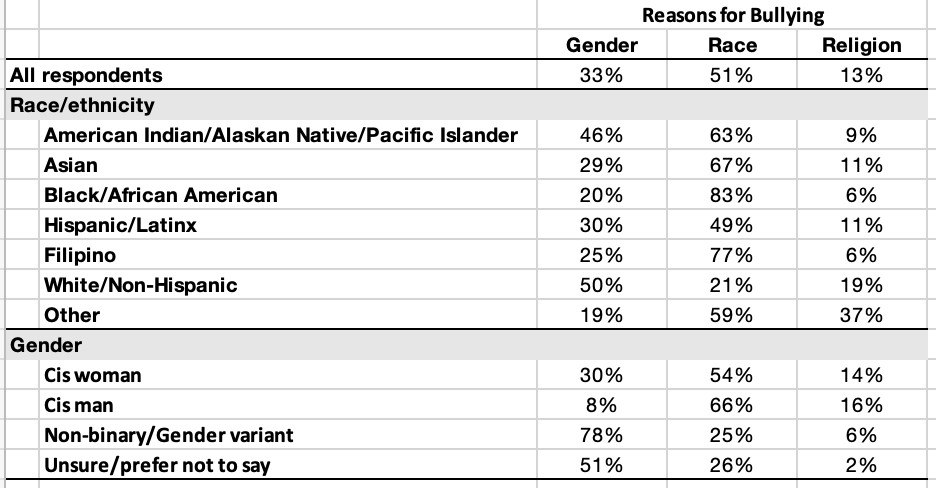 Reasons for Bullying
Gender Race Religion
All respondents 33% 51% 13%
Race/ethnicity
American Indian/Alaskan Native/Pacific Islander 46% 63% 9%
Asian 29% 67% 11%
Black/African American 20% 83% 6%
Hispanic/Latinx 30% 49% 11%
Filipino 25% 77% 6%
White/Non-Hispanic 50% 21% 19%
Other 19% 59% 37%
Gender
Cis woman 30% 54% 14%
Cis man 8% 66% 16%
Non-binary/Gender variant 78% 25% 6%
Unsure/prefer not to say 51% 26% 2%